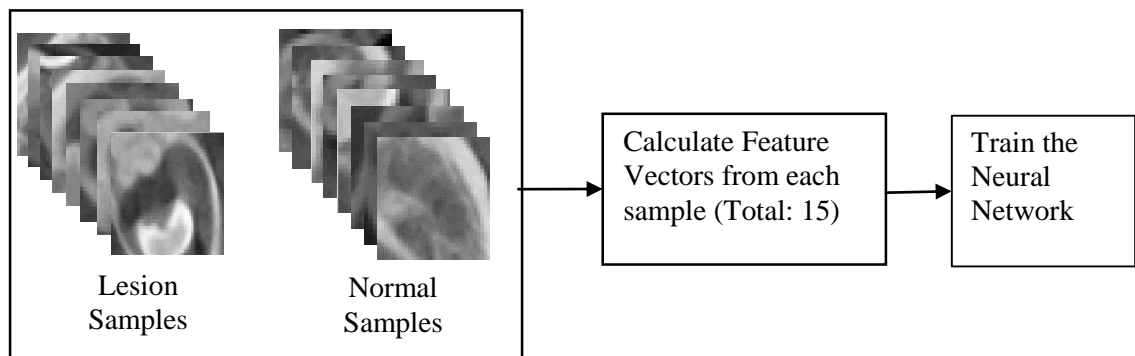 Lesion
Samples
Normal
Samples
Calculate Feature
Vectors from each
sample (Total: 15)
Train the
Neural
Network